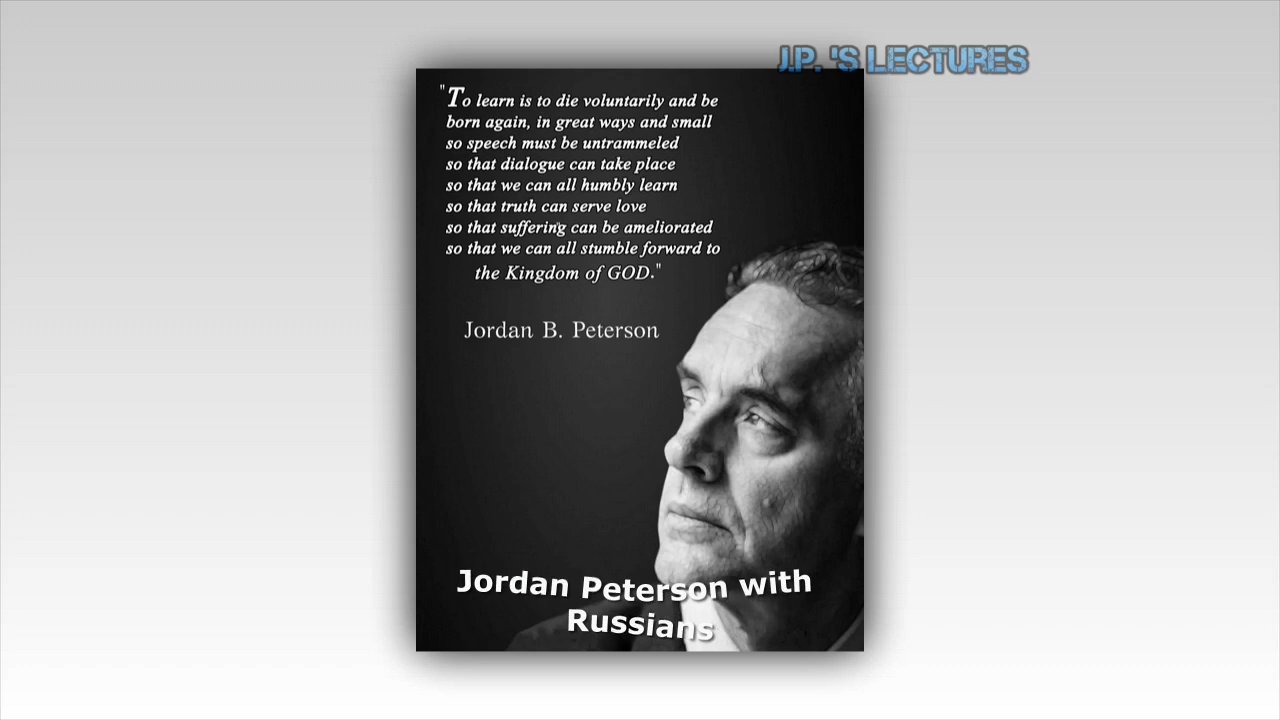 J.P. 'S LECTURES
"To learn is to die voluntarily and be
born again, in great ways and small
so speech must be untrammeled
so that dialogue can take place
so that we can all humbly learn
so that truth can serve love
so that suffering can be ameliorated
so that we can all stumble forward to
the Kingdom of GOD."
Jordan B. Peterson
Jordan Peterson with
Russians